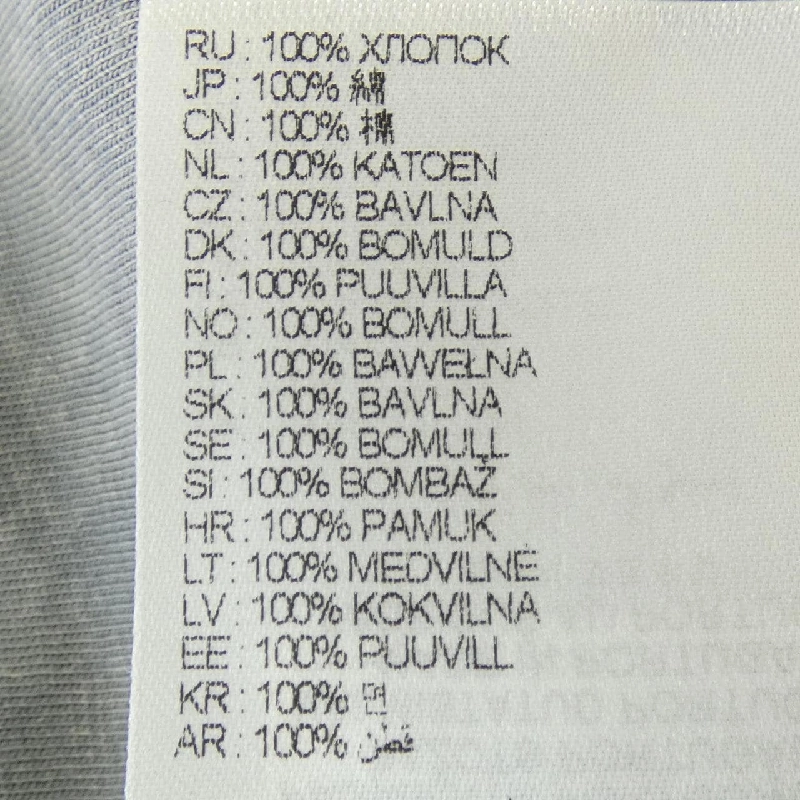 RU : 100% ХЛОПОК
JP : 100% 綿
CN : 100% 棉
NL : 100% KATOEN
CZ : 100% BAVLNA
DK : 100% BOMULD
FI : 100% PUUVILLA
NO : 100% BOMULL
PL : 100% BAWEŁNA
SK : 100% BAVLNA
SE : 100% BOMULL
SI : 100% BOMBAŽ
HR : 100% PAMUK
LT : 100% MEDVILNĖ
LV : 100% KOKVILNA
EE : 100% PUUVILL
KR : 100% 면
AR : 100% قطن